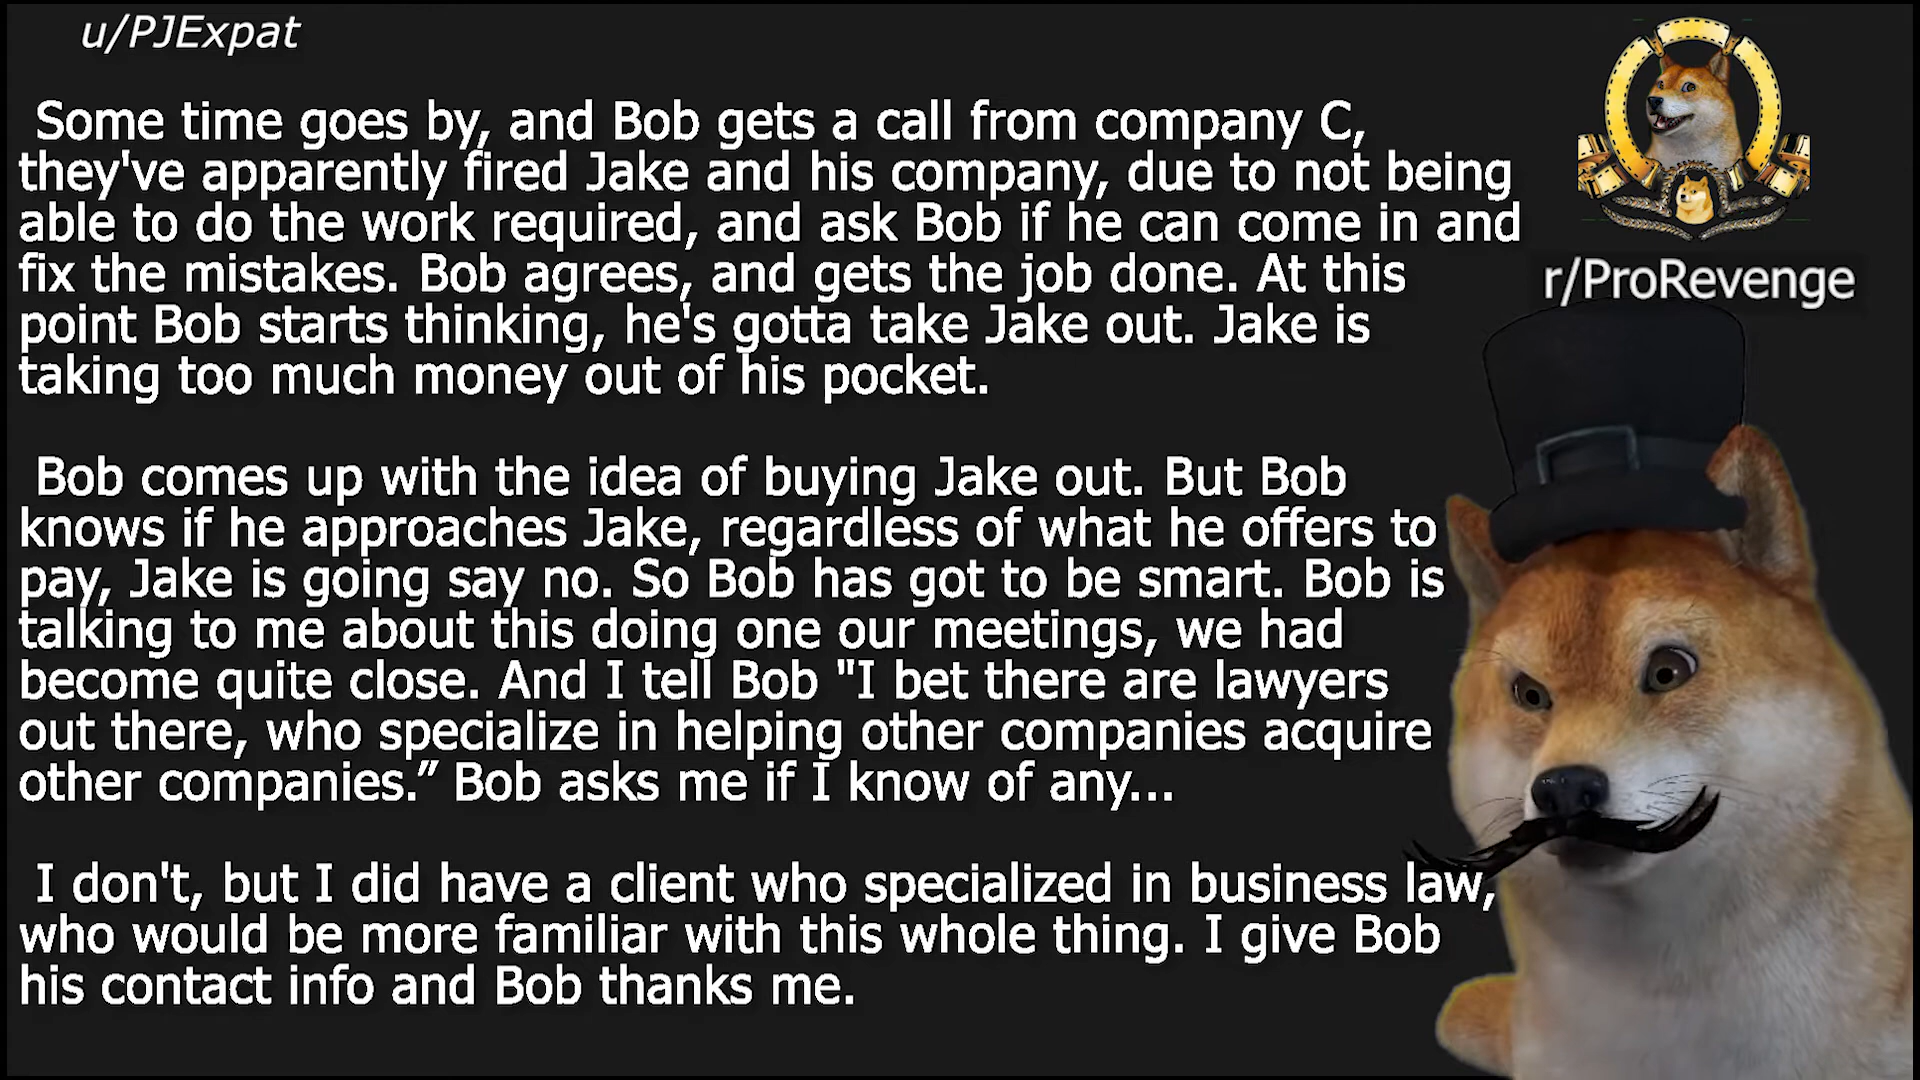 u/PJExpat
Some time goes by, and Bob gets a call from company C,
they've apparently fired Jake and his company, due to not being
able to do the work required, and ask Bob if he can come in and
fix the mistakes. Bob agrees, and gets the job done. At this
point Bob starts thinking, he's gotta take Jake out. Jake is
taking too much money out of his pocket.
Bob comes up with the idea of buying Jake out. But Bob
knows if he approaches Jake, regardless of what he offers to
pay, Jake is going say no. So Bob has got to be smart. Bob is
talking to me about this doing one our meetings, we had
become quite close. And I tell Bob "I bet there are lawyers
out there, who specialize in helping other companies acquire
other companies.” Bob asks me if I know of any...
I don't, but I did have a client who specialized in business law,
who would be more familiar with this whole thing. I give Bob
his contact info and Bob thanks me.
r/ProRevenge